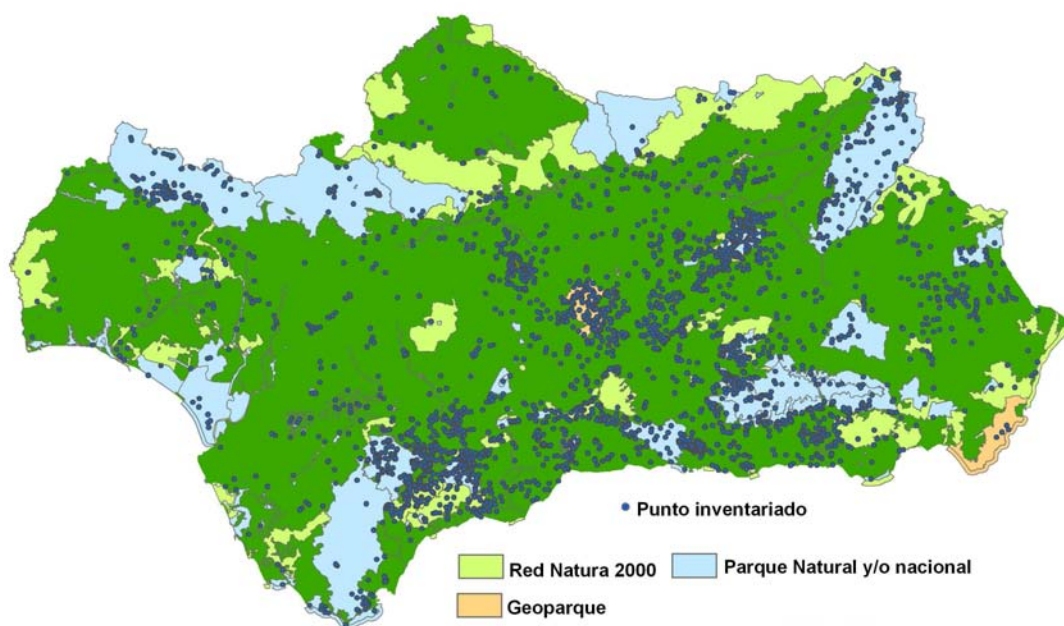 Punto inventariado
Red Natura 2000
Parque Natural y/o nacional
Geoparque